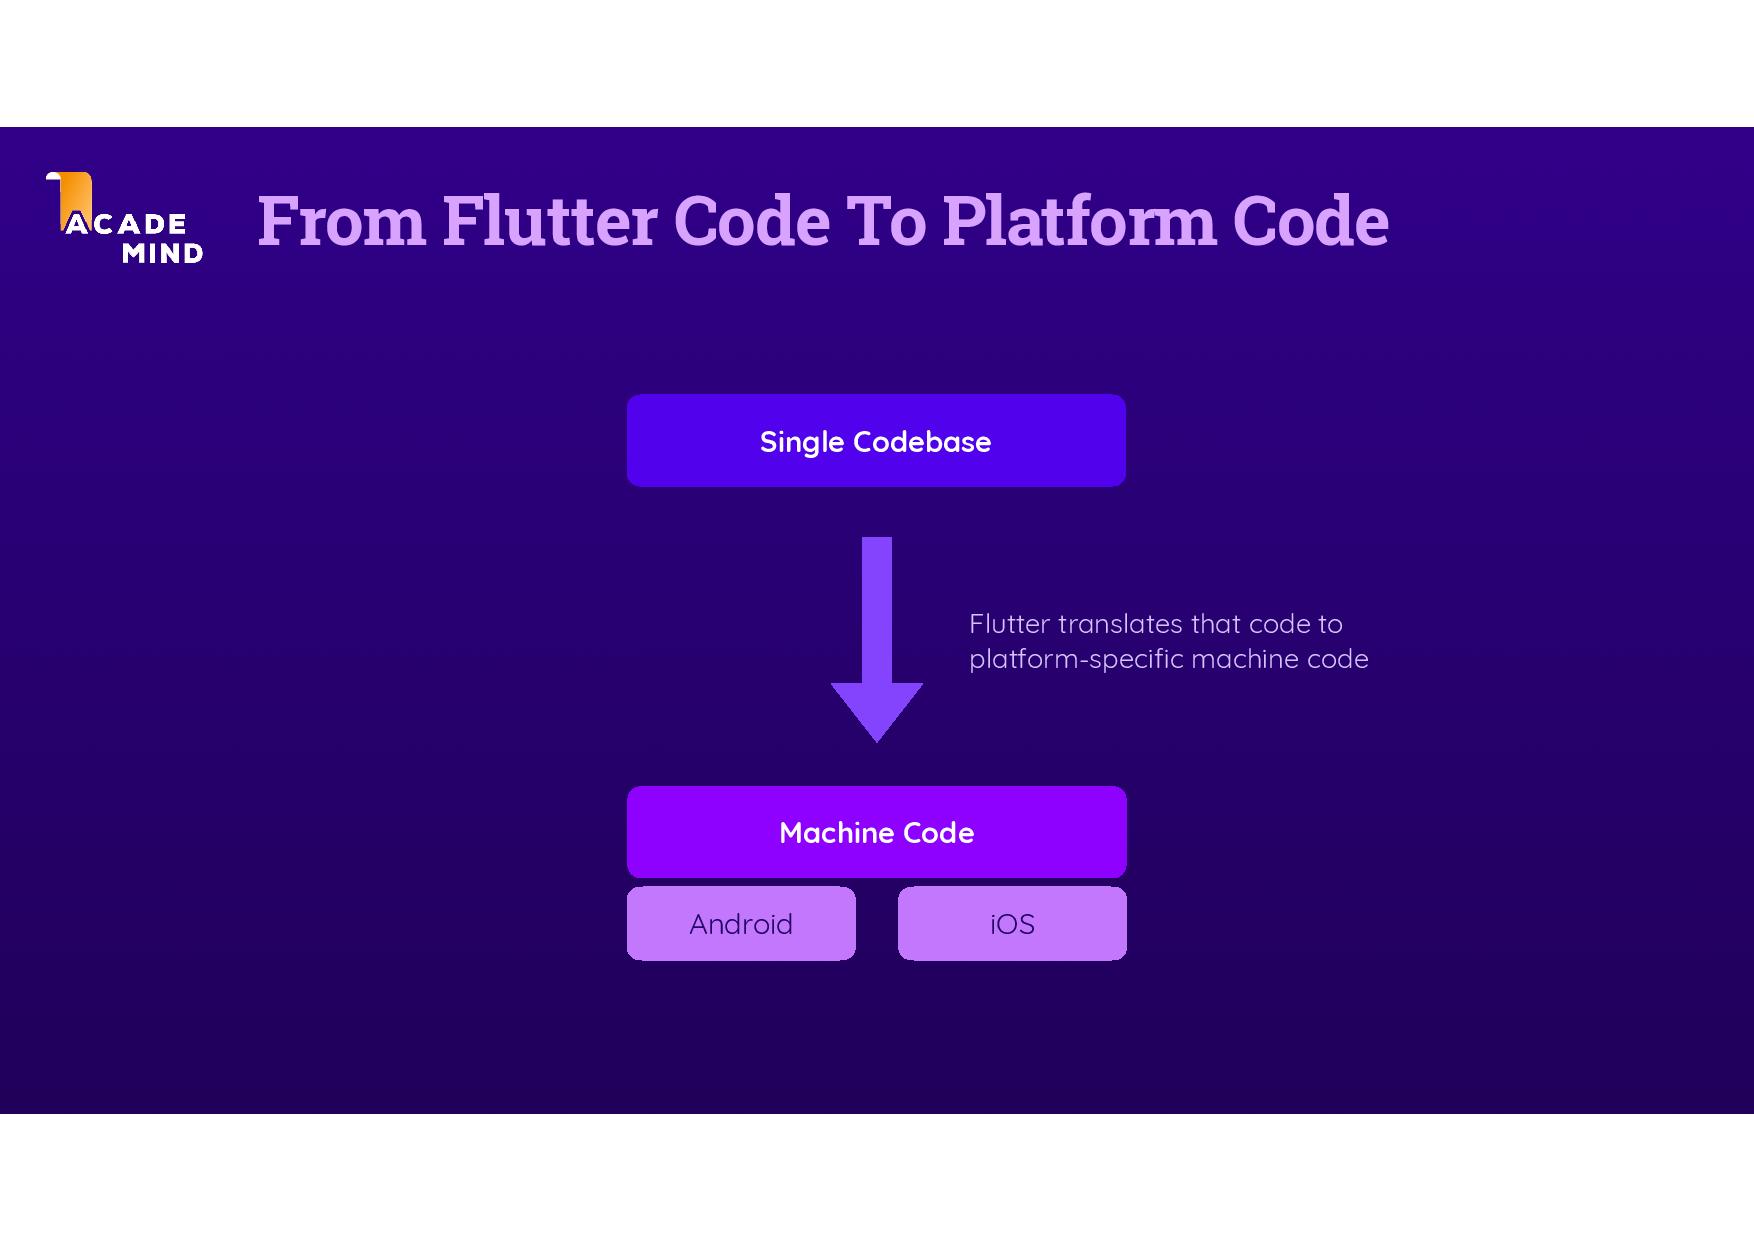 ACADE
MIND
From Flutter Code To Platform Code
Single Codebase
Flutter translates that code to
platform-specific machine code
Machine Code
Android
iOS